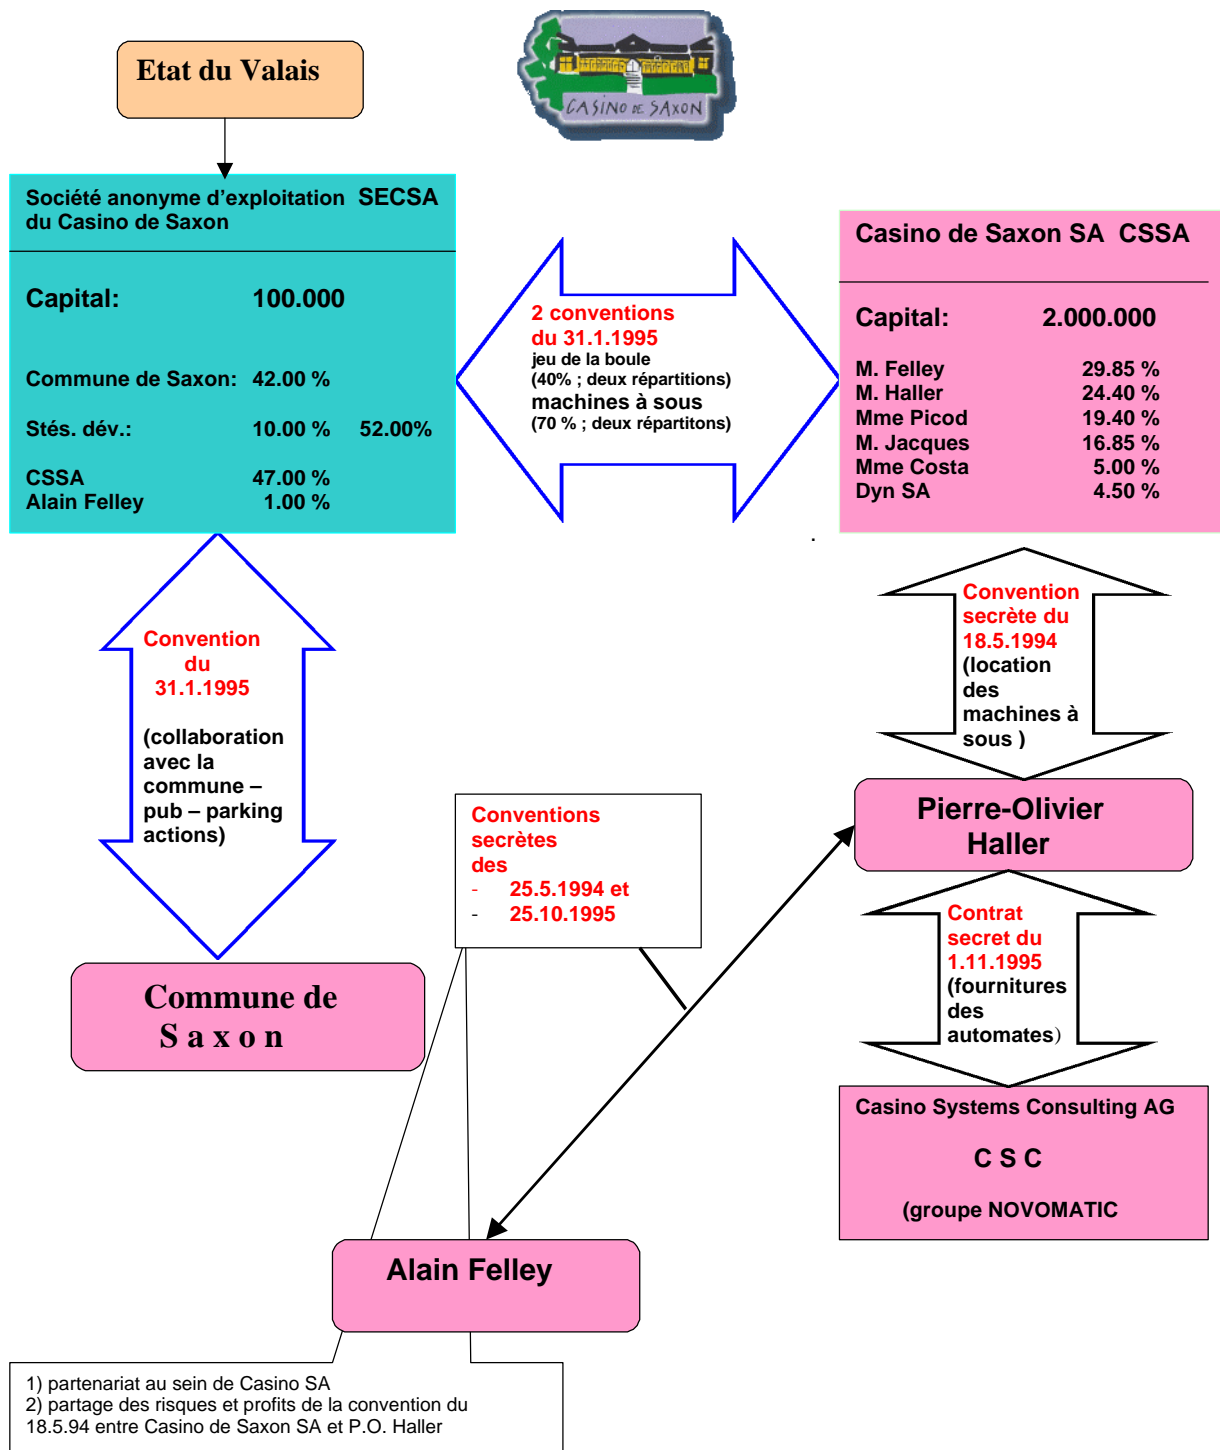 Etat du Valais
CASINO DE SAXON
Société anonyme d'exploitation SECSA
du Casino de Saxon
Capital: 100.000
Commune de Saxon: 42.00 %
Stés. dév.: 10.00 % 52.00%
CSSA 47.00 %
Alain Felley 1.00 %
2 conventions
du 31.1.1995
jeu de la boule
(40% ; deux répartitions)
machines à sous
(70 % ; deux répartitons)
Casino de Saxon SA CSSA
Capital: 2.000.000
M. Felley 29.85 %
M. Haller 24.40 %
Mme Picod 19.40 %
M. Jacques 16.85 %
Mme Costa 5.00 %
Dyn SA 4.50 %
.
Convention
du
31.1.1995
(collaboration
avec la
commune –
pub – parking
actions)
Convention
secrète du
18.5.1994
(location
des
machines à
sous )
Conventions
secrètes
des
- 25.5.1994 et
- 25.10.1995
Pierre-Olivier
Haller
Contrat
secret du
1.11.1995
(fournitures
des
automates)
Commune de
S a x o n
Casino Systems Consulting AG
C S C
(groupe NOVOMATIC
Alain Felley
1) partenariat au sein de Casino SA
2) partage des risques et profits de la convention du
18.5.94 entre Casino de Saxon SA et P.O. Haller